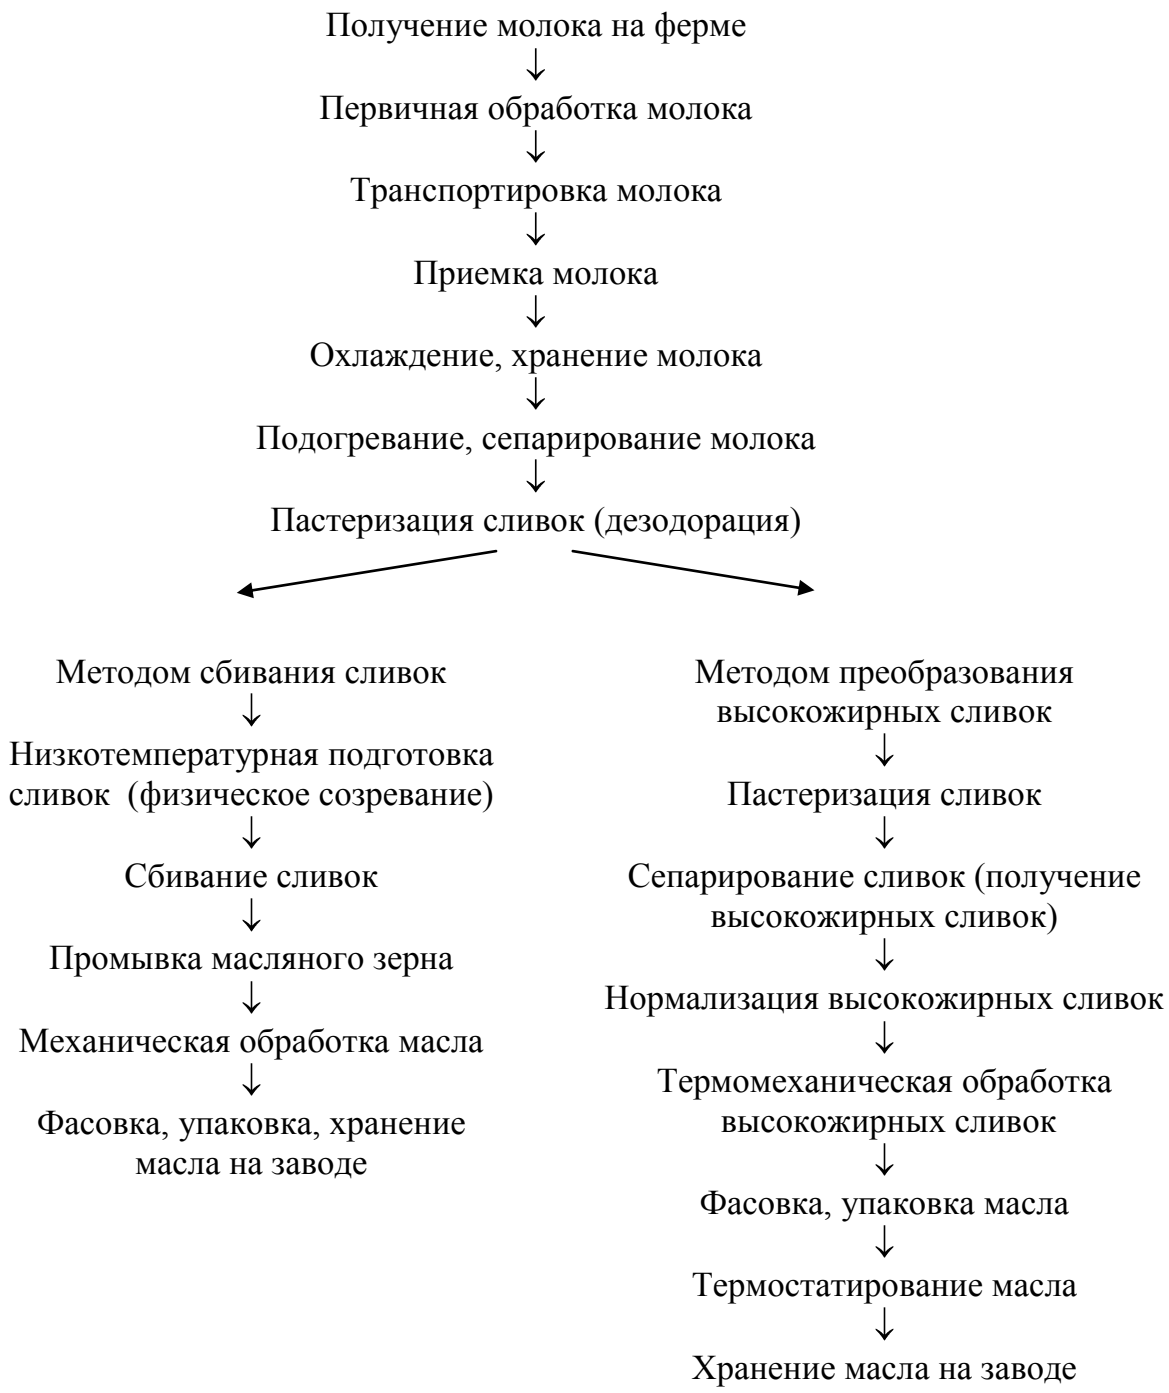 Получение молока на ферме
↓
Первичная обработка молока
↓
Транспортировка молока
↓
Приемка молока
↓
Охлаждение, хранение молока
↓
Подогревание, сепарирование молока
↓
Пастеризация сливок (дезодорация)
Методом сбивания сливок
↓
Низкотемпературная подготовка
сливок (физическое созревание)
↓
Сбивание сливок
↓
Промывка масляного зерна
↓
Механическая обработка масла
↓
Фасовка, упаковка, хранение
масла на заводе
Методом преобразования
высокожирных сливок
↓
Пастеризация сливок
↓
Сепарирование сливок (получение
высокожирных сливок)
↓
Нормализация высокожирных сливок
↓
Термомеханическая обработка
высокожирных сливок
↓
Фасовка, упаковка масла
↓
Термостатирование масла
↓
Хранение масла на заводе